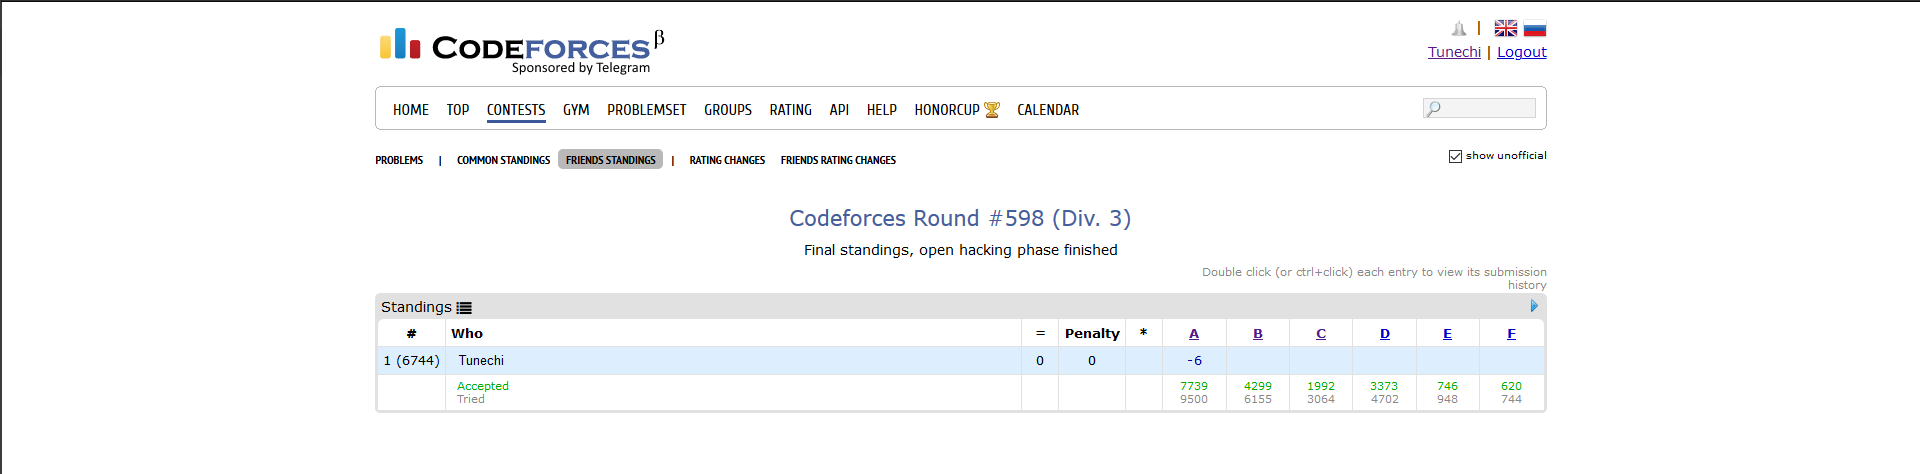 CODEFORCES β
Sponsored by Telegram
|
Tunechi | Logout
HOME TOP CONTESTS GYM PROBLEMSET GROUPS RATING API HELP HONORCUP CALENDAR
PROBLEMS | COMMON STANDINGS FRIENDS STANDINGS | RATING CHANGES FRIENDS RATING CHANGES
show unofficial
Codeforces Round #598 (Div. 3)
Final standings, open hacking phase finished
Double click (or ctrl+click) each entry to view its submission
history
Standings
# Who = Penalty * A B C D E F
1 (6744) Tunechi 0 0 -6
Accepted 7739 4299 1992 3373 746 620
Tried 9500 6155 3064 4702 948 744